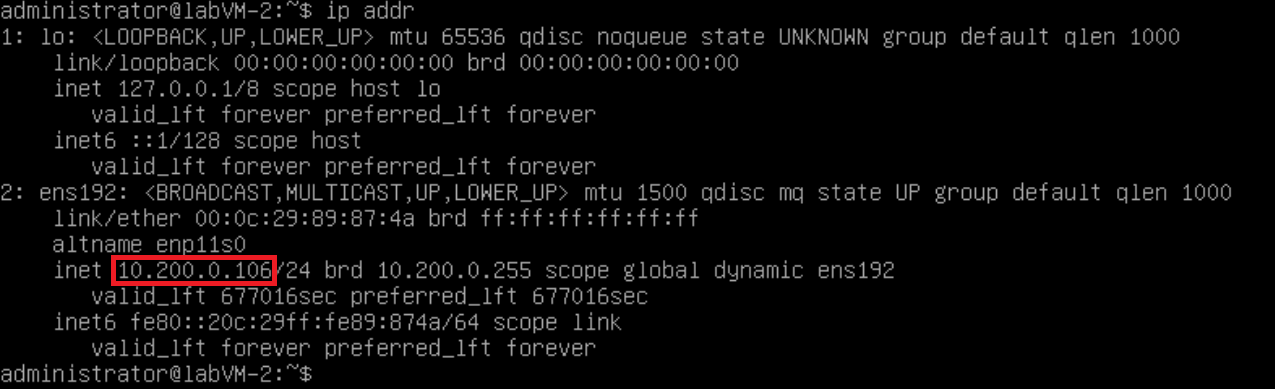 administrator@labVM-2:~$ ip addr
1: lo: <LOOPBACK,UP,LOWER_UP> mtu 65536 qdisc noqueue state UNKNOWN group default qlen 1000
link/loopback 00:00:00:00:00:00 brd 00:00:00:00:00:00
inet 127.0.0.1/8 scope host lo
valid_lft forever preferred_lft forever
inet6 ::1/128 scope host
valid_lft forever preferred_lft forever
2: ens192: <BROADCAST,MULTICAST,UP,LOWER_UP> mtu 1500 qdisc mq state UP group default qlen 1000
link/ether 00:0c:29:89:87:4a brd ff:ff:ff:ff:ff:ff
altname enp11s0
inet 10.200.0.106/24 brd 10.200.0.255 scope global dynamic ens192
valid_lft 677016sec preferred_lft 677016sec
inet6 fe80::20c:29ff:fe89:874a/64 scope link
valid_lft forever preferred_lft forever
administrator@labVM-2:~$